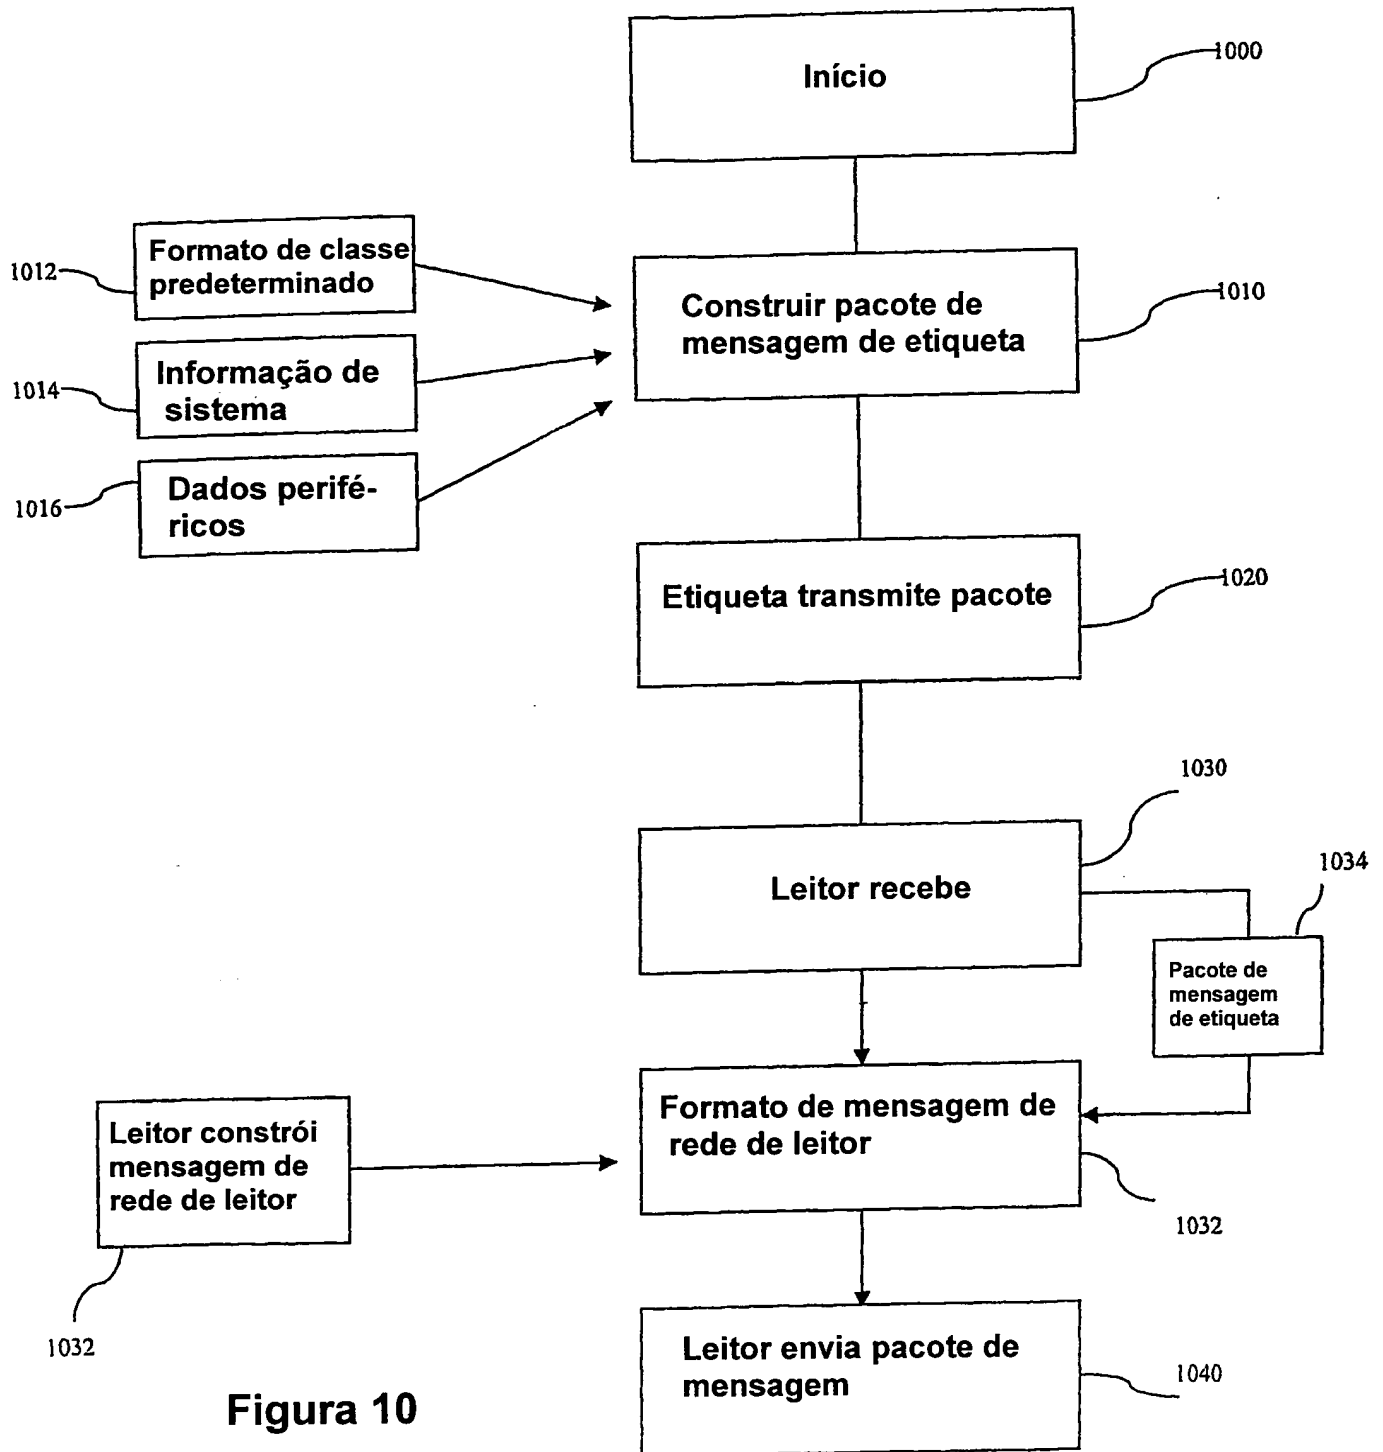 Início
1000
Formato de classe
predeterminado
1012
Construir pacote de
mensagem de etiqueta
1010
Informação de
sistema
1014
Dados perifé-
ricos
1016
Etiqueta transmite pacote
1020
1030
Leitor recebe
1034
Pacote de
mensagem
de etiqueta
Formato de mensagem de
rede de leitor
Leitor constrói
mensagem de
rede de leitor
1032
1032
Leitor envia pacote de
mensagem
1040
Figura 10